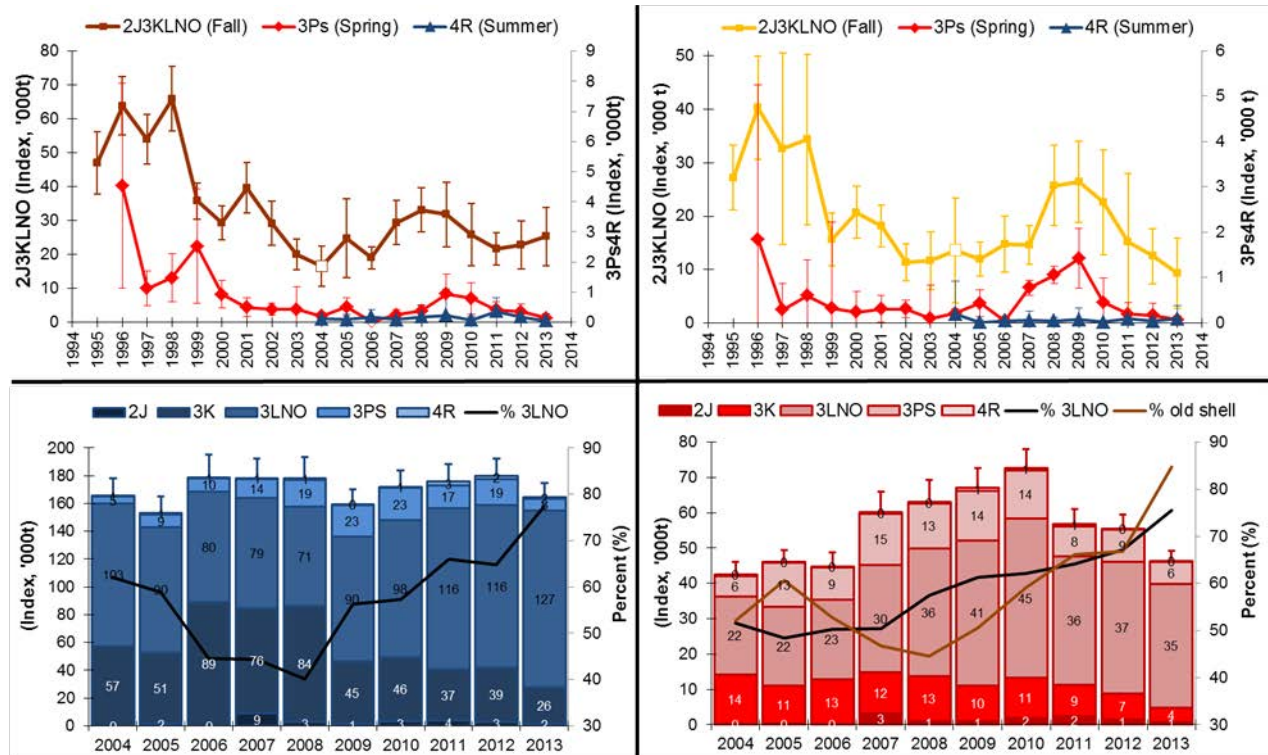 2J3KLNO (Fall) 3Ps (Spring) 4R (Summer)
2J3KLNO (Index, '000t)
80
70
60
50
40
30
20
10
0
9
8
7
6
5
4
3
2
1
0
3Ps4R (Index, '000t)
1994 1995 1996 1997 1998 1999 2000 2001 2002 2003 2004 2005 2006 2007 2008 2009 2010 2011 2012 2013 2014
2J3KLNO (Fall) 3Ps (Spring) 4R (Summer)
2J3KLNO (Index, '000 t)
50
40
30
20
10
0
6
5
4
3
2
1
0
3Ps4R (Index, '000 t)
1994 1995 1996 1997 1998 1999 2000 2001 2002 2003 2004 2005 2006 2007 2008 2009 2010 2011 2012 2013 2014
2J 3K 3LNO 3PS 4R % 3LNO
(Index, '000t)
200
180
160
140
120
100
80
60
40
20
0
5 9 10 14 19 23 23 17 19
103 90 80 79 71 90 98 116 116 127
57 51 89 76 84 45 46 37 39 26
0 2 0 9 3 1 3 4 3 2
90
80
70
60
50
40
30
Percent (%)
2004 2005 2006 2007 2008 2009 2010 2011 2012 2013
2J 3K 3LNO 3PS 4R % 3LNO % old shell
(Index, '000t)
80
70
60
50
40
30
20
10
0
6 13 9 15 13 14 14 8 9 6
22 22 23 30 36 41 45 36 37 35
14 11 13 12 13 10 11 9 7 4
0 0 0 3 1 1 2 2 1 1
90
80
70
60
50
40
30
Percent (%)
2004 2005 2006 2007 2008 2009 2010 2011 2012 2013